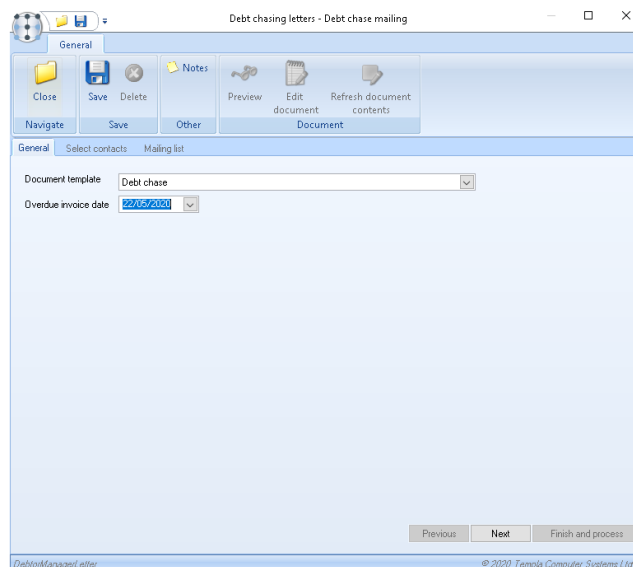 Debt chasing letters - Debt chase mailing
General
Close Save Delete Notes Preview Edit document Refresh document contents
Navigate Save Other Document
General Select contacts Mailing list
Document template Debt chase
Overdue invoice date 22/05/2020
Previous Next Finish and process
DebtorManagerLetter © 2020 Templa Computer Systems Ltd